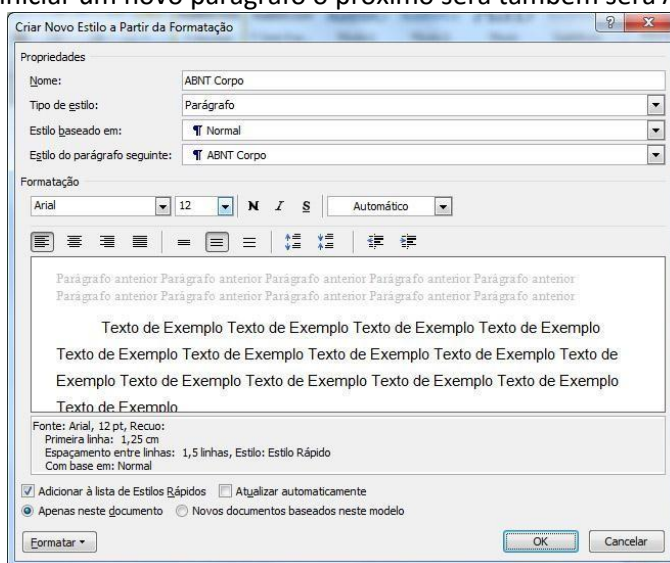 iniciar um novo parágrafo o próximo será também será
Criar Novo Estilo a Partir da Formatação
Propriedades
Nome: ABNT Corpo
Tipo de estilo: Parágrafo
Estilo baseado em: ¶ Normal
Estilo do parágrafo seguinte: ¶ ABNT Corpo
Formatação
Arial 12 N I S Automático
Parágrafo anterior Parágrafo anterior Parágrafo anterior Parágrafo anterior Parágrafo anterior
Parágrafo anterior Parágrafo anterior Parágrafo anterior Parágrafo anterior Parágrafo anterior
Texto de Exemplo Texto de Exemplo Texto de Exemplo Texto de Exemplo
Texto de Exemplo Texto de Exemplo Texto de Exemplo Texto de Exemplo Texto de
Exemplo Texto de Exemplo Texto de Exemplo Texto de Exemplo Texto de Exemplo
Texto de Exemplo
Fonte: Arial, 12 pt, Recuo:
Primeira linha: 1,25 cm
Espaçamento entre linhas: 1,5 linhas, Estilo: Estilo Rápido
Com base em: Normal
Adicionar à lista de Estilos Rápidos Atualizar automaticamente
Apenas neste documento Novos documentos baseados neste modelo
Formatar OK Cancelar